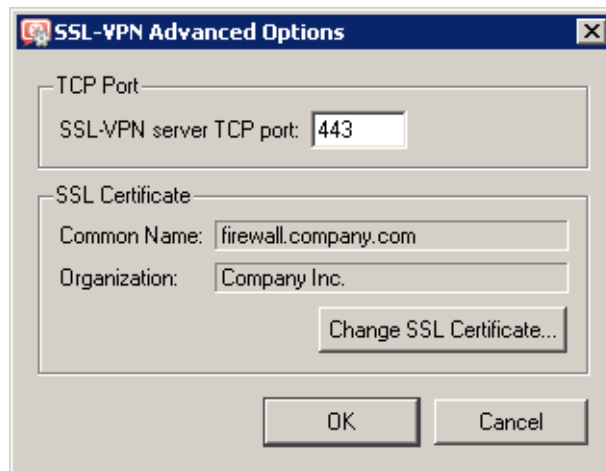 SSL-VPN Advanced Options
TCP Port
SSL-VPN server TCP port: 443
SSL Certificate
Common Name: firewall.company.com
Organization: Company Inc.
Change SSL Certificate...
OK Cancel